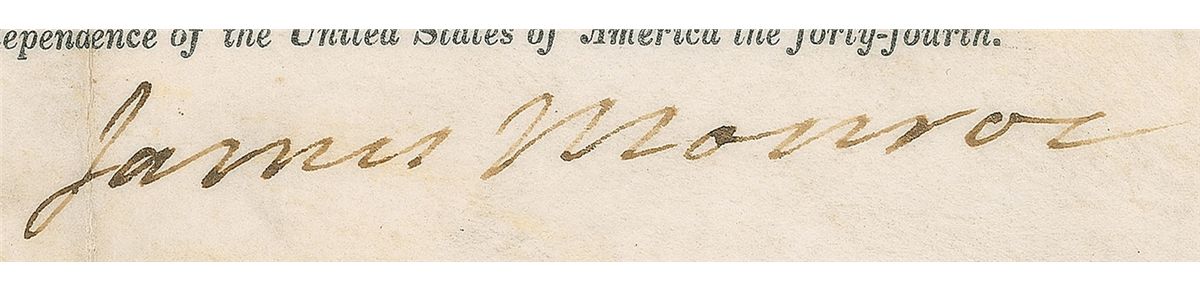 ependence of the United States of America the forty-fourth.
James Monroe